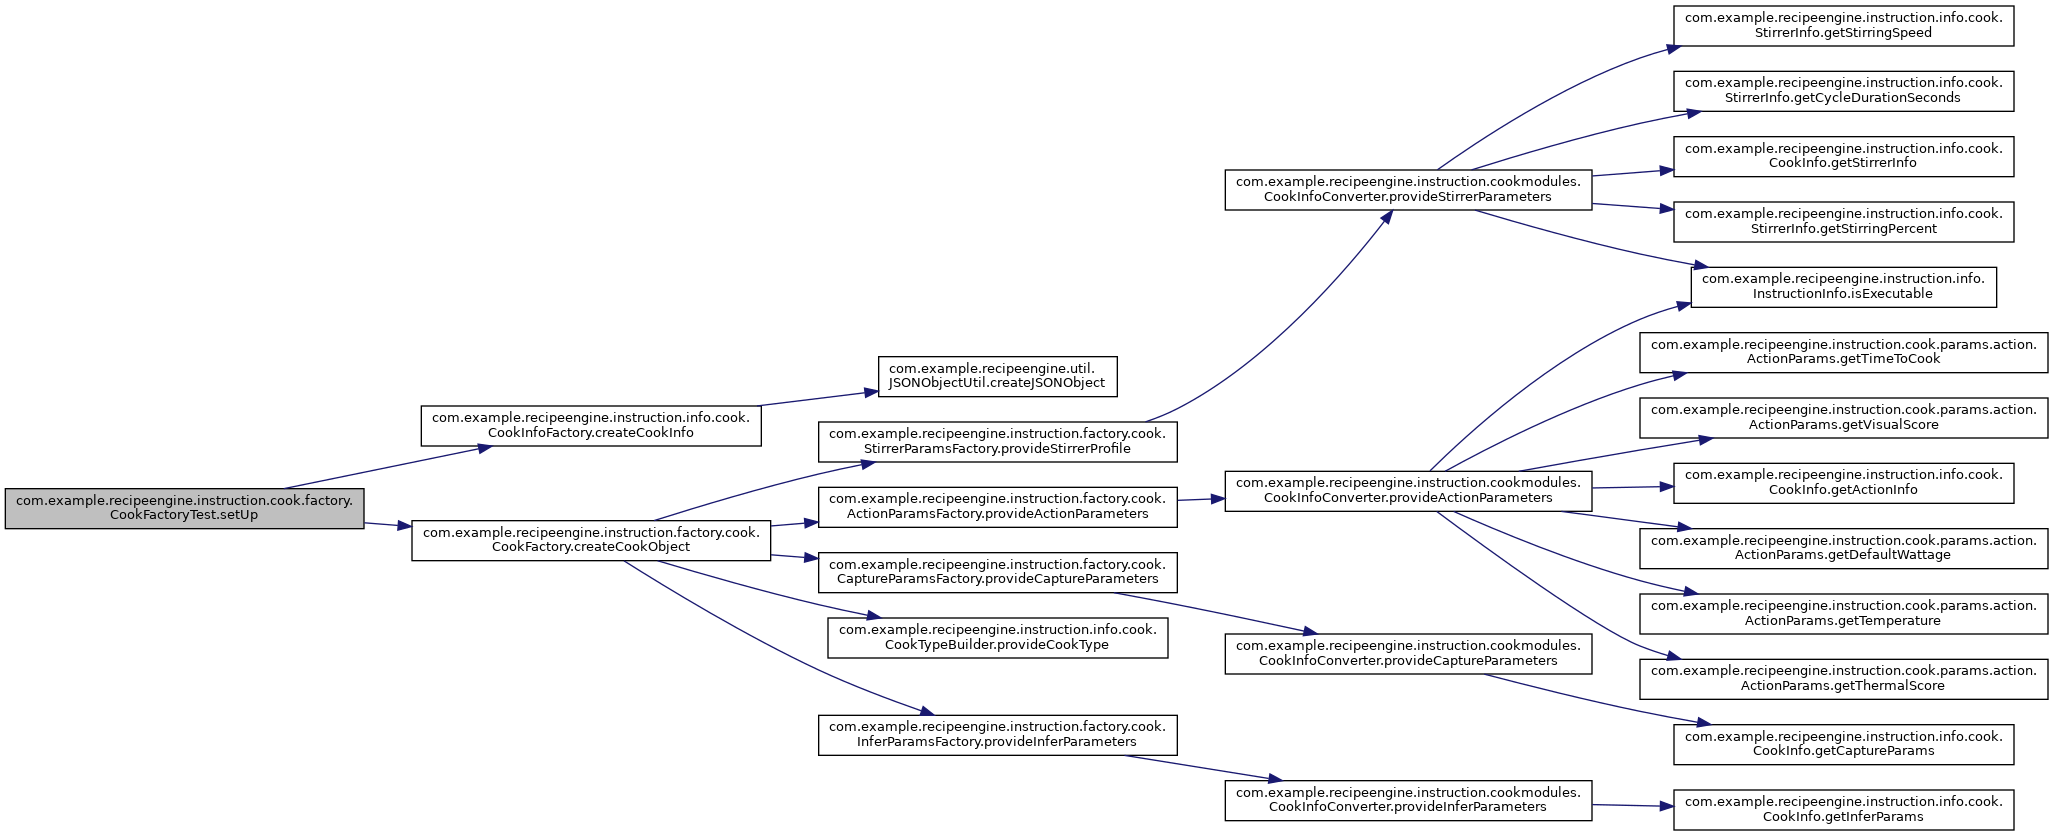 com.example.recipeengine.instruction.cook.factory.
CookFactoryTest.setUp
com.example.recipeengine.instruction.info.cook.
CookInfoFactory.createCookInfo
com.example.recipeengine.instruction.factory.cook.
CookFactory.createCookObject
com.example.recipeengine.util.
JSONObjectUtil.createJSONObject
com.example.recipeengine.instruction.factory.cook.
StirrerParamsFactory.provideStirrerProfile
com.example.recipeengine.instruction.factory.cook.
ActionParamsFactory.provideActionParameters
com.example.recipeengine.instruction.factory.cook.
CaptureParamsFactory.provideCaptureParameters
com.example.recipeengine.instruction.info.cook.
CookTypeBuilder.provideCookType
com.example.recipeengine.instruction.factory.cook.
InferParamsFactory.provideInferParameters
com.example.recipeengine.instruction.cookmodules.
CookInfoConverter.provideStirrerParameters
com.example.recipeengine.instruction.cookmodules.
CookInfoConverter.provideActionParameters
com.example.recipeengine.instruction.cookmodules.
CookInfoConverter.provideCaptureParameters
com.example.recipeengine.instruction.cookmodules.
CookInfoConverter.provideInferParameters
com.example.recipeengine.instruction.info.cook.
StirrerInfo.getStirringSpeed
com.example.recipeengine.instruction.info.cook.
StirrerInfo.getCycleDurationSeconds
com.example.recipeengine.instruction.info.cook.
CookInfo.getStirrerInfo
com.example.recipeengine.instruction.info.cook.
StirrerInfo.getStirringPercent
com.example.recipeengine.instruction.info.
InstructionInfo.isExecutable
com.example.recipeengine.instruction.cook.params.action.
ActionParams.getTimeToCook
com.example.recipeengine.instruction.cook.params.action.
ActionParams.getVisualScore
com.example.recipeengine.instruction.info.cook.
CookInfo.getActionInfo
com.example.recipeengine.instruction.cook.params.action.
ActionParams.getDefaultWattage
com.example.recipeengine.instruction.cook.params.action.
ActionParams.getTemperature
com.example.recipeengine.instruction.cook.params.action.
ActionParams.getThermalScore
com.example.recipeengine.instruction.info.cook.
CookInfo.getCaptureParams
com.example.recipeengine.instruction.info.cook.
CookInfo.getInferParams